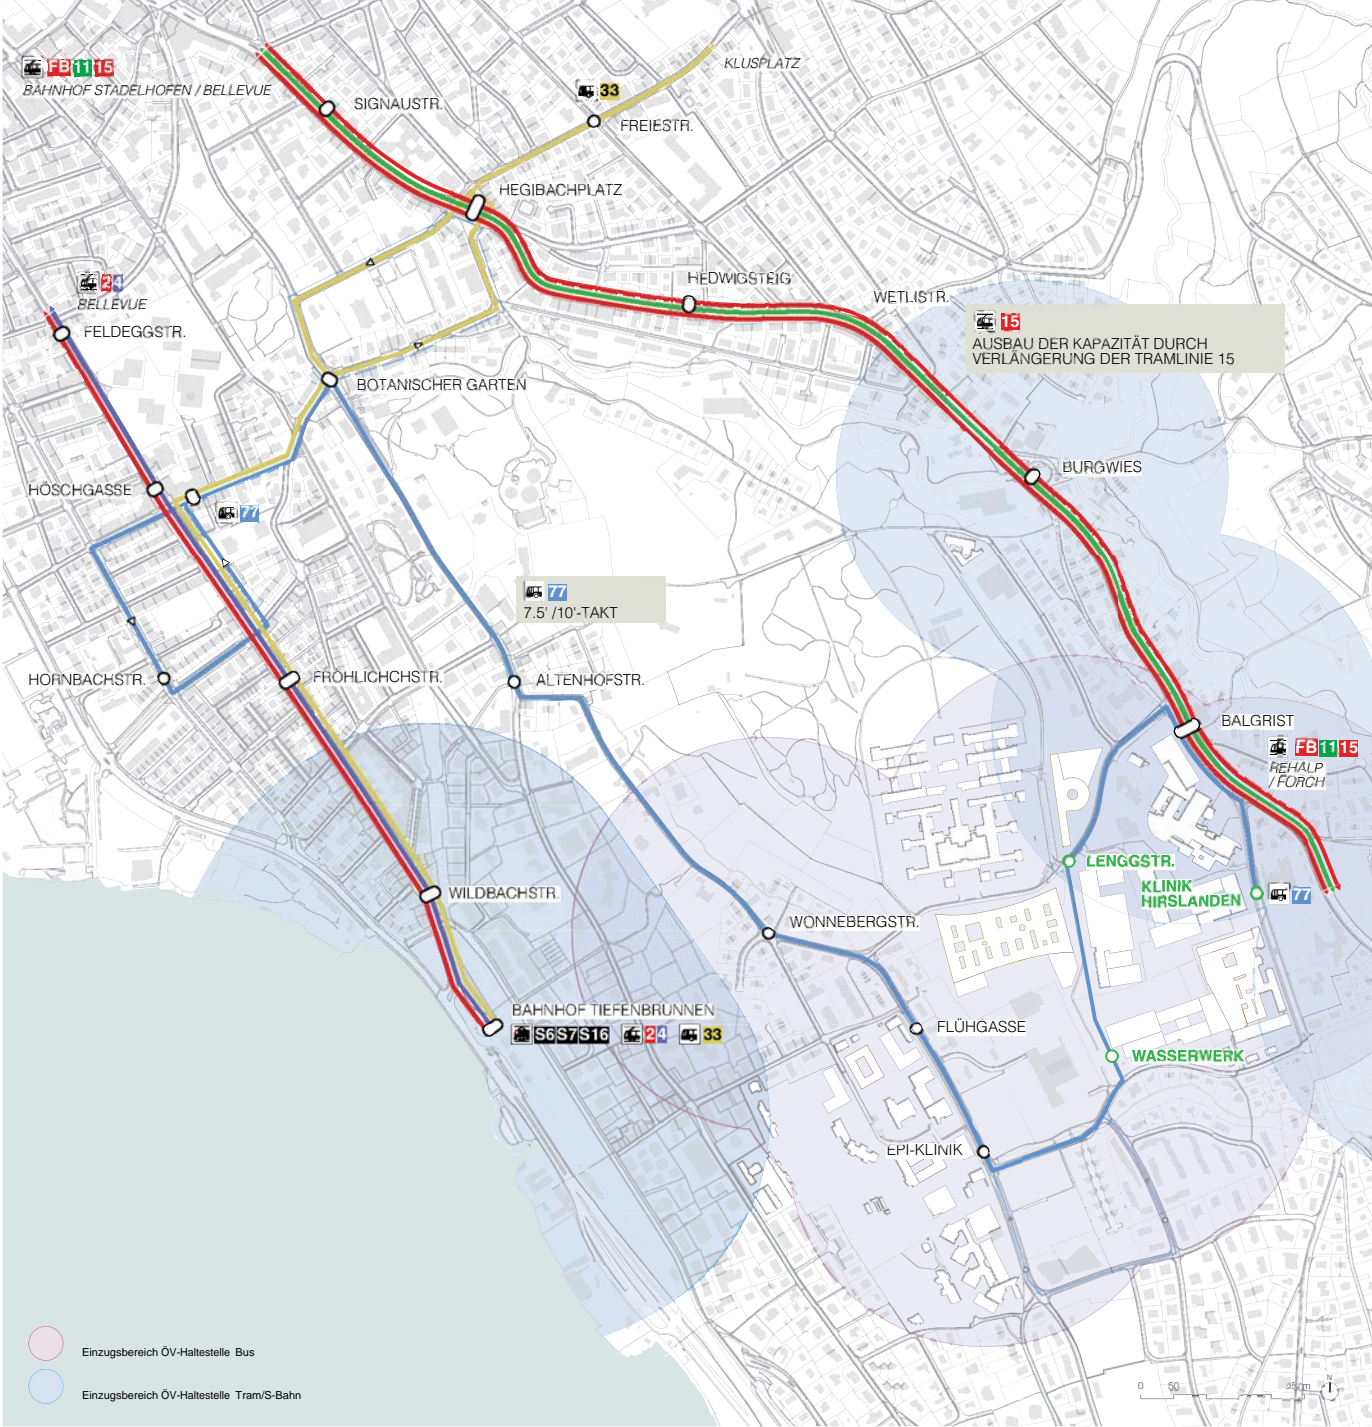 FB 11 15
BAHNHOF STADELHOFEN / BELLEVUE
SIGNAUSTR.
KLUSPLATZ
33
FREIESTR.
HEGIBACHPLATZ
2 4
BELLEVUE
FELDEGGSTR.
HEDWIGSTEIG
WETLISTR.
15
AUSBAU DER KAPAZITÄT DURCH
VERLÄNGERUNG DER TRAMLINIE 15
BOTANISCHER GARTEN
BURGWIES
HÖSCHGASSE
77
77
7.5' /10'-TAKT
HORNBACHSTR.
FRÖHLICHCHSTR.
ALTENHOFSTR.
BALGRIST
FB 11 15
REHALP
/ FORCH
LENGGSTR.
KLINIK
HIRSLANDEN
77
WILDBACHSTR.
WONNEBERGSTR.
BAHNHOF TIEFENBRUNNEN
S6 S7 S16 2 4 33
FLÜHGASSE
WASSERWERK
EPI-KLINIK
Einzugsbereich ÖV-Haltestelle Bus
Einzugsbereich ÖV-Haltestelle Tram/S-Bahn
0 50
N